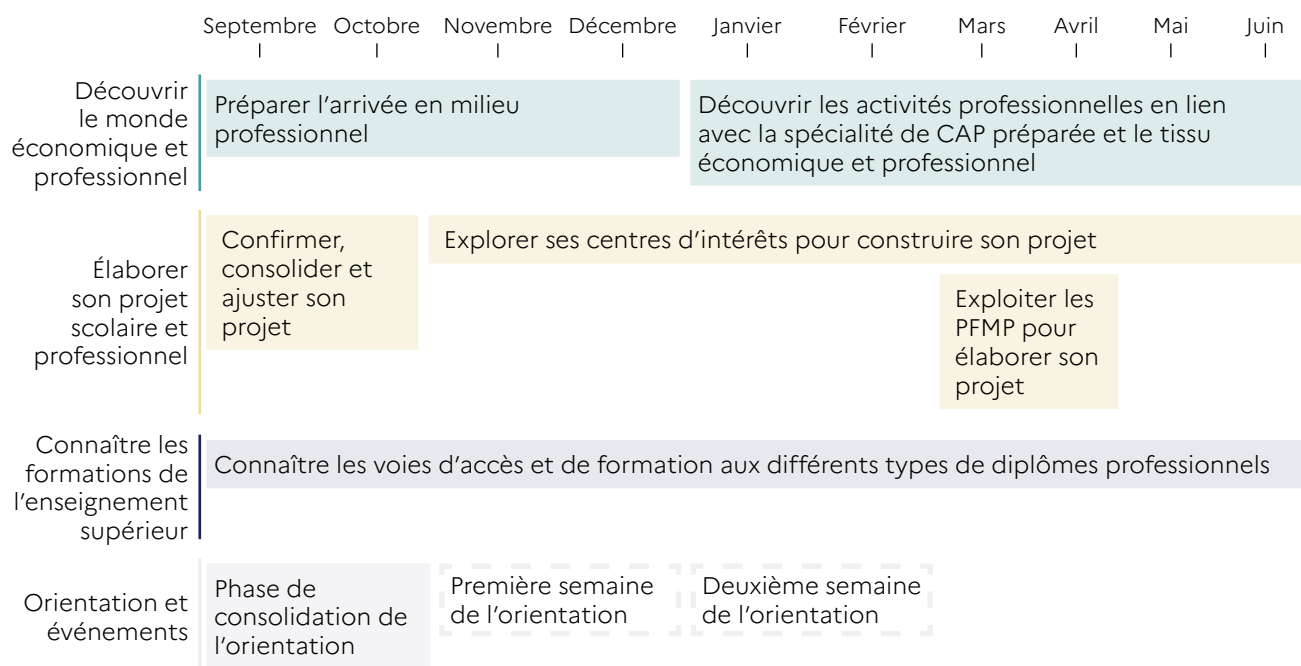 Septembre Octobre Novembre Décembre Janvier Février Mars Avril Mai Juin
Découvrir
le monde
économique et
professionnel
Préparer l'arrivée en milieu
professionnel
Découvrir les activités professionnelles en lien
avec la spécialité de CAP préparée et le tissu
économique et professionnel
Élaborer
son projet
scolaire et
professionnel
Confirmer,
consolider et
ajuster son
projet
Explorer ses centres d'intérêts pour construire son projet
Exploiter les
PFMP pour
élaborer son
projet
Connaître les
formations de
l'enseignement
supérieur
Connaître les voies d'accès et de formation aux différents types de diplômes professionnels
Orientation et
événements
Phase de
consolidation de
l'orientation
Première semaine
de l'orientation
Deuxième semaine
de l'orientation